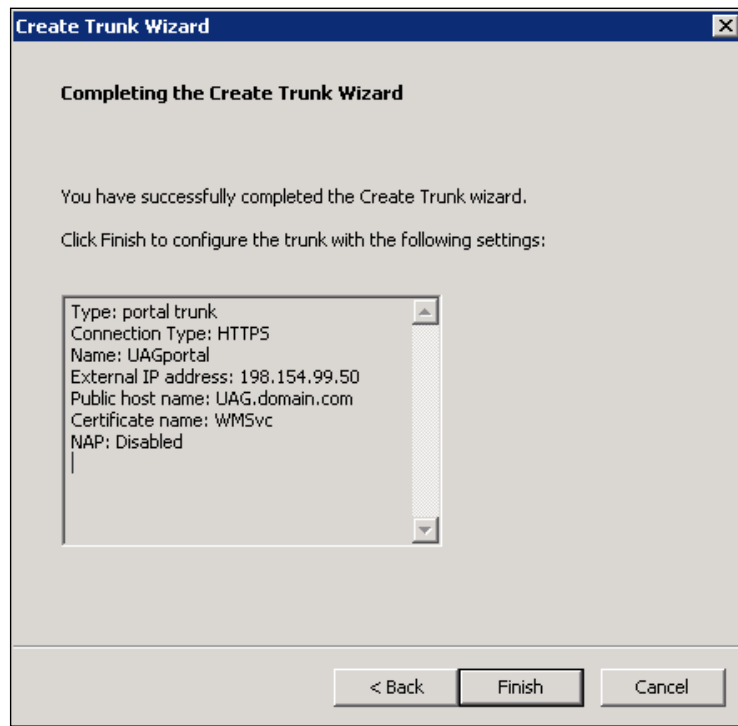 Create Trunk Wizard
Completing the Create Trunk Wizard
You have successfully completed the Create Trunk wizard.
Click Finish to configure the trunk with the following settings:
Type: portal trunk
Connection Type: HTTPS
Name: UAGportal
External IP address: 198.154.99.50
Public host name: UAG.domain.com
Certificate name: WMSvc
NAP: Disabled
< Back
Finish
Cancel